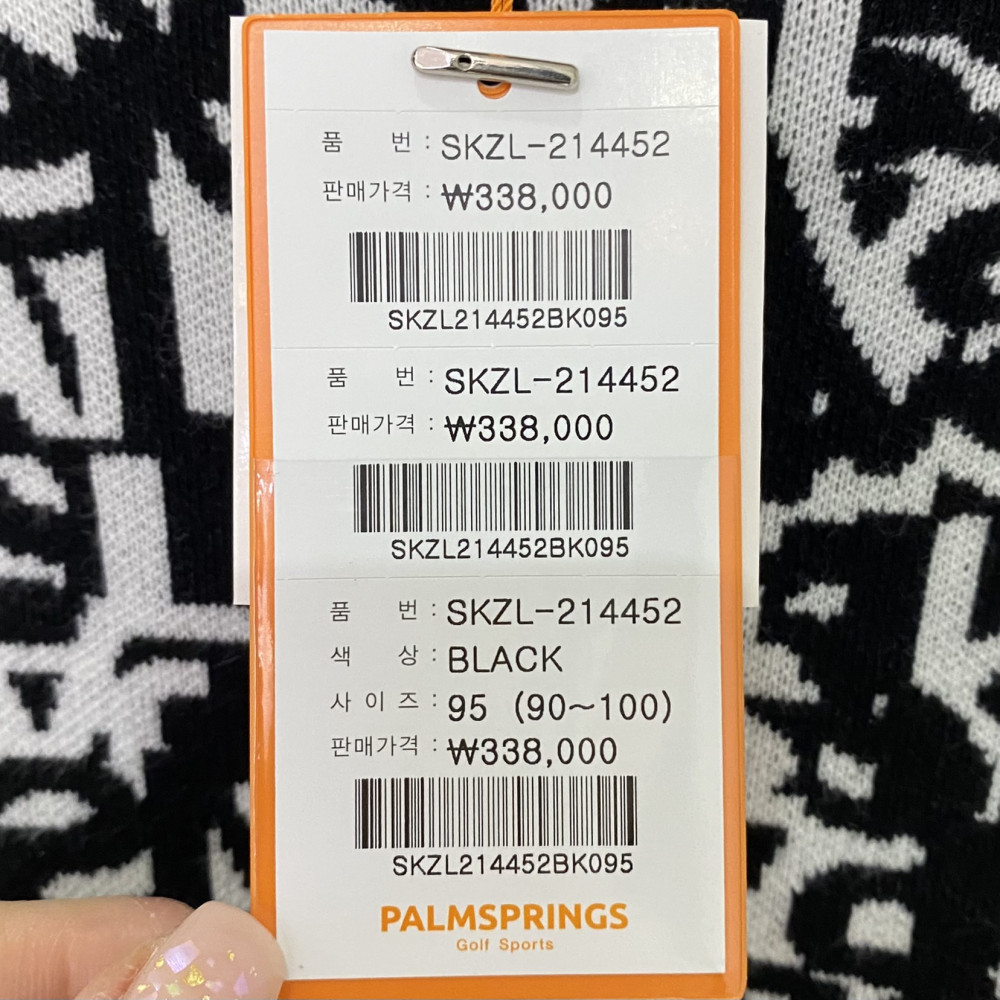 품 번 : SKZL-214452
판매가격 : ₩338,000
SKZL214452BK095
품 번 : SKZL-214452
판매가격 : ₩338,000
SKZL214452BK095
품 번 : SKZL-214452
색 상 : BLACK
사 이 즈 : 95 (90~100)
판매가격 : ₩338,000
SKZL214452BK095
PALMSPRINGS
Golf Sports